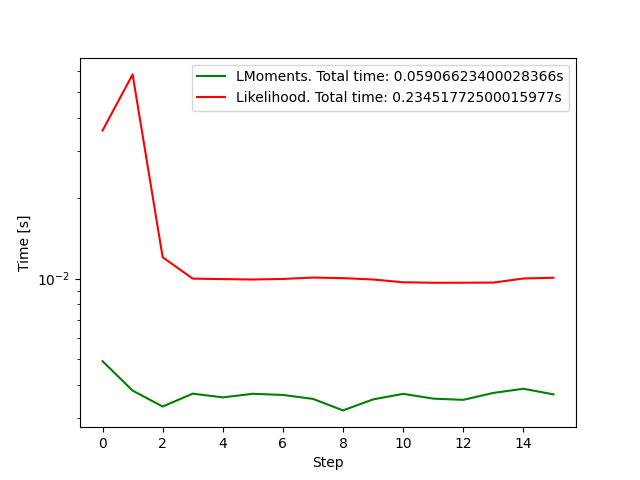 LMoments. Total time: 0.05906623400028366s
Likelihood. Total time: 0.23451772500015977s
Time [s]
10⁻²
0 2 4 6 8 10 12 14
Step